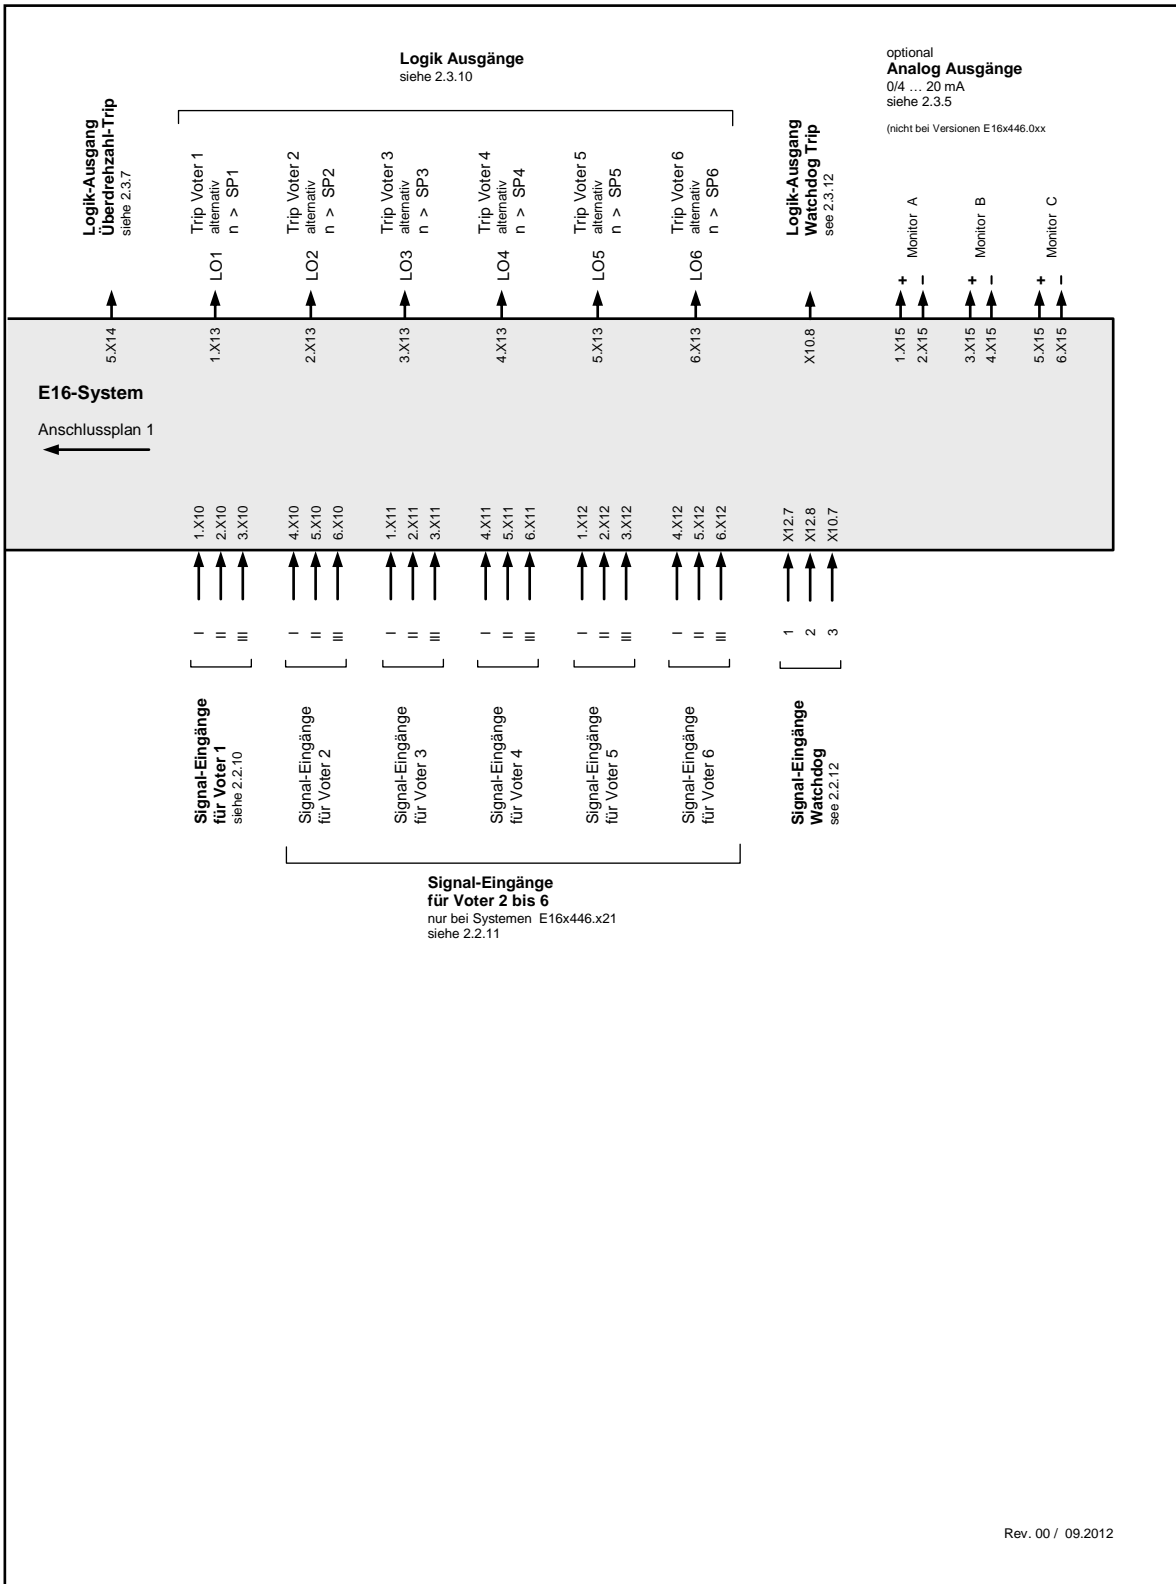 Logik Ausgänge
siehe 2.3.10
optional
Analog Ausgänge
0/4 … 20 mA
siehe 2.3.5
(nicht bei Versionen E16x446.0xx
Logik-Ausgang
Überdrehzahl-Trip
siehe 2.3.7
Trip Voter 1
alternativ
n > SP1
Trip Voter 2
alternativ
n > SP2
Trip Voter 3
alternativ
n > SP3
Trip Voter 4
alternativ
n > SP4
Trip Voter 5
alternativ
n > SP5
Trip Voter 6
alternativ
n > SP6
Logik-Ausgang
Watchdog Trip
see 2.3.12
LO1
LO2
LO3
LO4
LO5
LO6
+
–
Monitor A
+
–
Monitor B
+
–
Monitor C
5.X14
1.X13
2.X13
3.X13
4.X13
5.X13
6.X13
X10.8
1.X15
2.X15
3.X15
4.X15
5.X15
6.X15
E16-System
Anschlussplan 1
1.X10
2.X10
3.X10
4.X10
5.X10
6.X10
1.X11
2.X11
3.X11
4.X11
5.X11
6.X11
1.X12
2.X12
3.X12
4.X12
5.X12
6.X12
X12.7
X12.8
X10.7
I
II
III
I
II
III
I
II
III
I
II
III
I
II
III
I
II
III
1
2
3
Signal-Eingänge
für Voter 1
siehe 2.2.10
Signal-Eingänge
für Voter 2
Signal-Eingänge
für Voter 3
Signal-Eingänge
für Voter 4
Signal-Eingänge
für Voter 5
Signal-Eingänge
für Voter 6
Signal-Eingänge
Watchdog
see 2.2.12
Signal-Eingänge
für Voter 2 bis 6
nur bei Systemen E16x446.x21
siehe 2.2.11
Rev. 00 / 09.2012